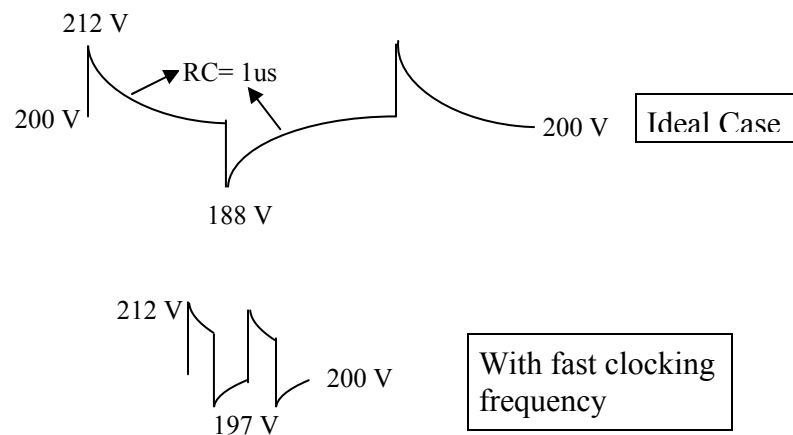 212 V
RC= 1us
200 V
200 V
Ideal Case
188 V
212 V
200 V
197 V
With fast clocking
frequency